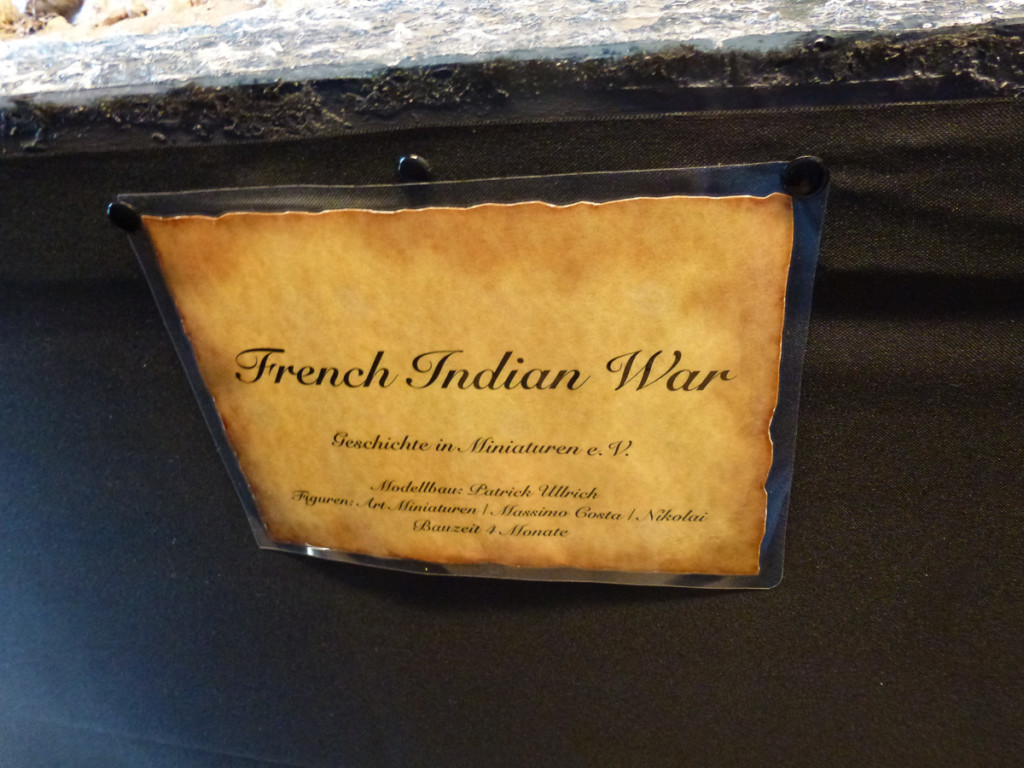 French Indian War
Geschichte in Miniaturen e. V.
Modellbau: Patrick Ullrich
Figuren: Art Miniaturen / Massimo Costa / Nikolai
Bauzeit 4 Monate